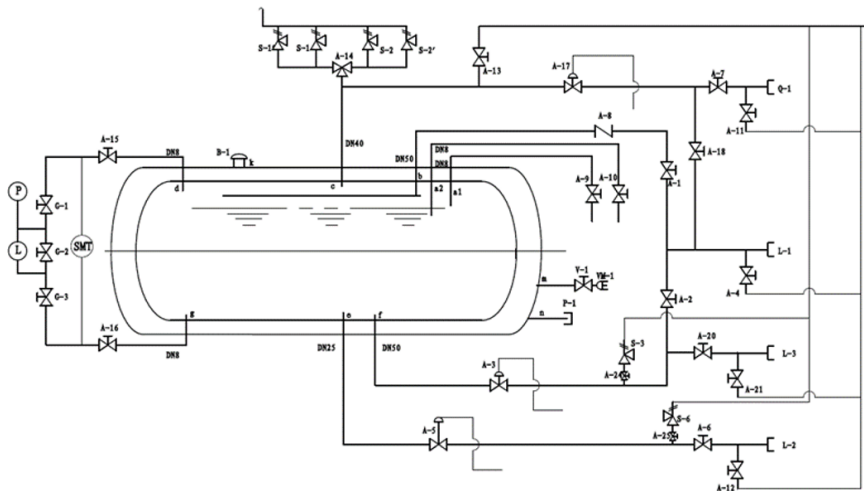 S-1
S-1
S-2
S-2'
A-14
A-13
A-17
A-7
Q-1
A-11
A-18
A-8
A-15
DN8
B-1
k
DN40
DN50
DN8
DN8
b
a2
a1
c
d
A-9
A-10
A-1
P
G-1
G-2
L
SMT
G-3
L-1
A-4
A-2
m
V-1
VM-1
n
P-1
g
e
f
A-16
DN8
DN25
DN50
S-3
A-20
L-3
A-3
A-24
A-21
S-6
A-5
A-25
A-6
L-2
A-12